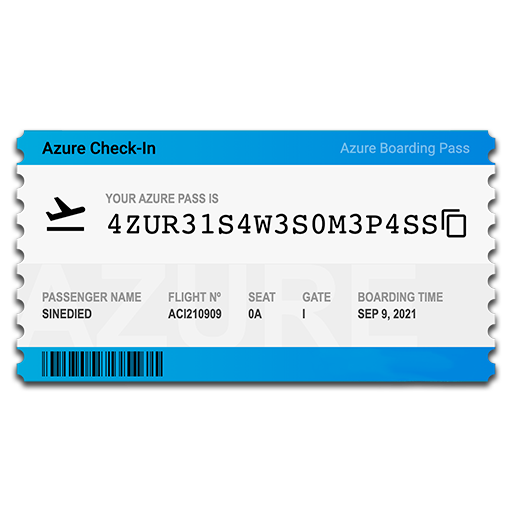 Azure Check-In
Azure Boarding Pass
YOUR AZURE PASS IS
4ZUR31S4W3S0M3P4SS
AZURE
PASSENGER NAME FLIGHT Nº SEAT GATE BOARDING TIME
SINEDIED ACI210909 0A I SEP 9, 2021